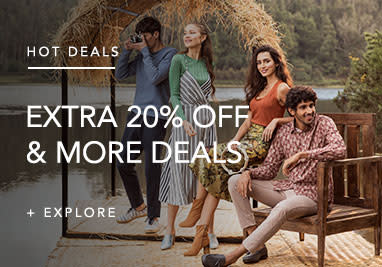 HOT DEALS
EXTRA 20% OFF
& MORE DEALS
+ EXPLORE